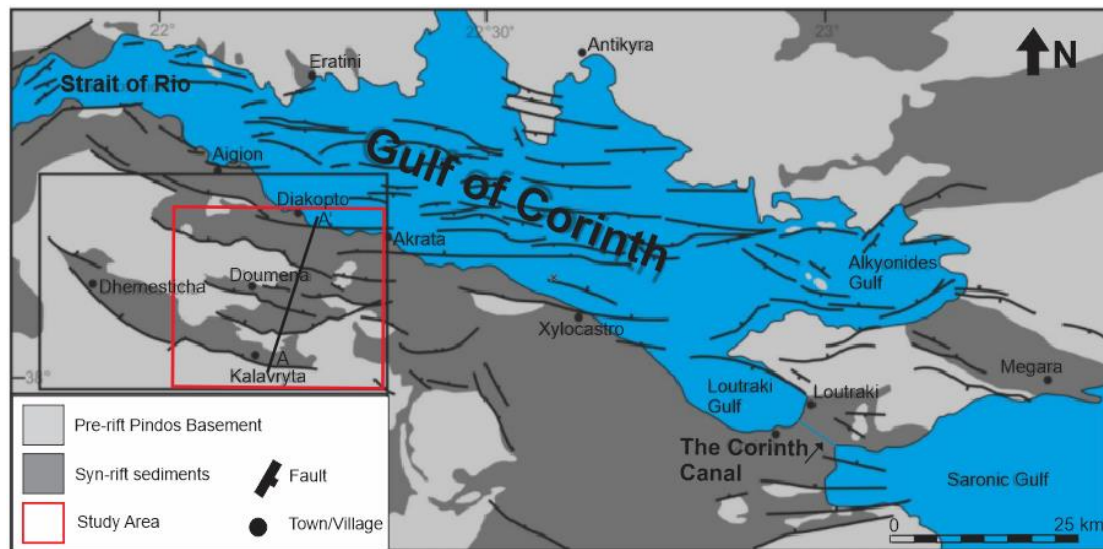 22°
22°30'
23°
Antikyra
N
Eratini
Strait of Rio
Gulf of Corinth
Aigion
Diakopto
A'
Akrata
Alkyonides
Gulf
Doumena
Dhernesticha
Xylocastro
A
Kalavryta
38°
Megara
Loutraki
Gulf
Loutraki
The Corinth
Canal
Saronic Gulf
Pre-rift Pindos Basement
Syn-rift sediments
Fault
Study Area
Town/Village
0
25 km